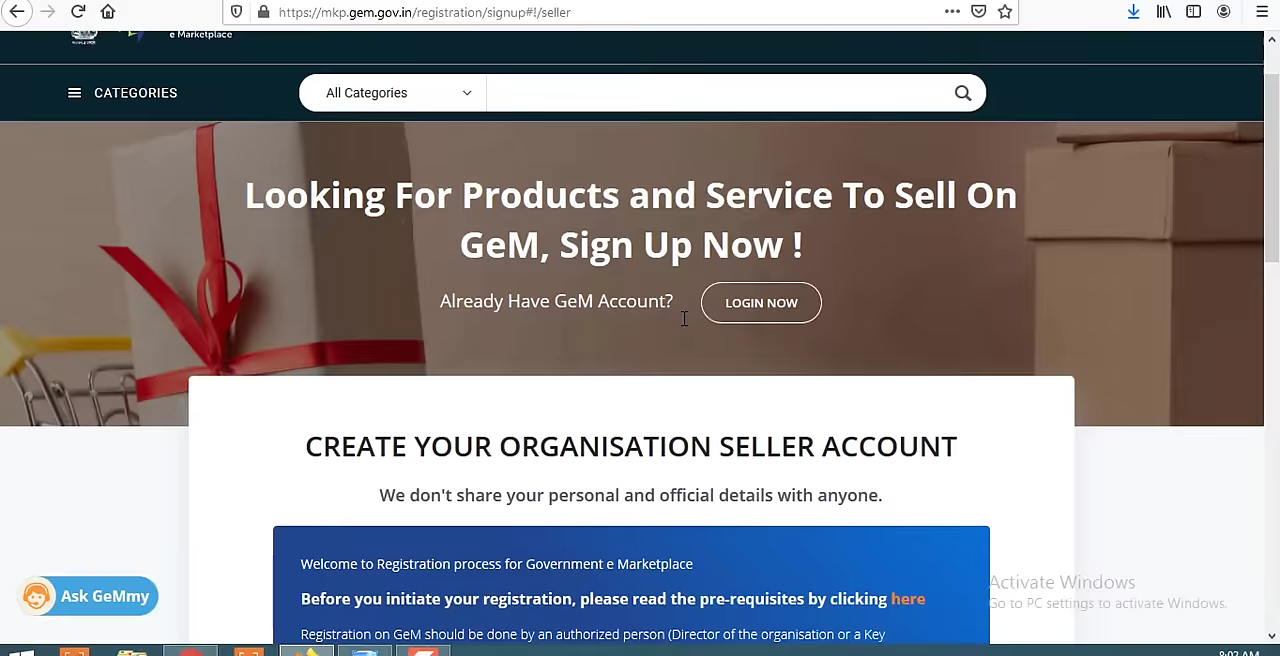 https://mkp.gem.gov.in/registration/signup#!/seller
e Marketplace
CATEGORIES
All Categories
Looking For Products and Service To Sell On
GeM, Sign Up Now !
Already Have GeM Account?
LOGIN NOW
CREATE YOUR ORGANISATION SELLER ACCOUNT
We don't share your personal and official details with anyone.
Welcome to Registration process for Government e Marketplace
Before you initiate your registration, please read the pre-requisites by clicking here
Registration on GeM should be done by an authorized person (Director of the organisation or a Key
Ask GeMmy
Activate Windows
Go to PC settings to activate Windows.
8:02 AM